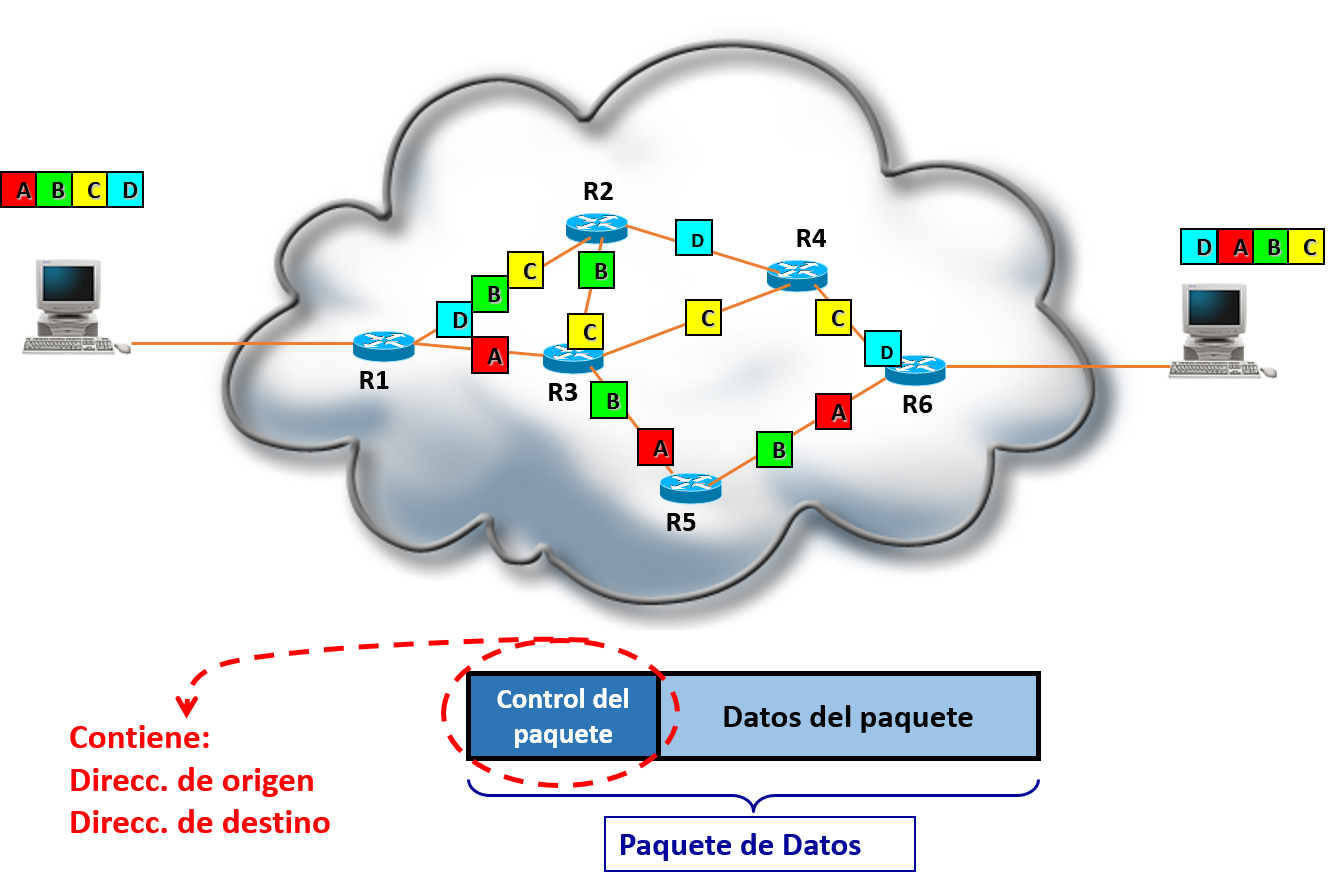 A B C D
R2
D
R4
D A B C
C
B
B
D
C
C
C
D
A
R1
R3
R6
B
A
A
B
R5
Control del
paquete
Datos del paquete
Contiene:
Direcc. de origen
Direcc. de destino
Paquete de Datos